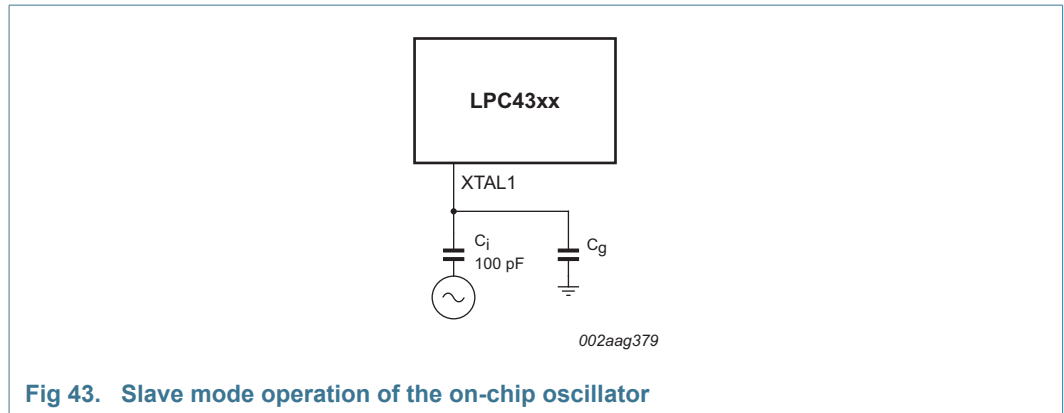 LPC43xx
XTAL1
Ci
100 pF
Cg
002aag379
Fig 43. Slave mode operation of the on-chip oscillator